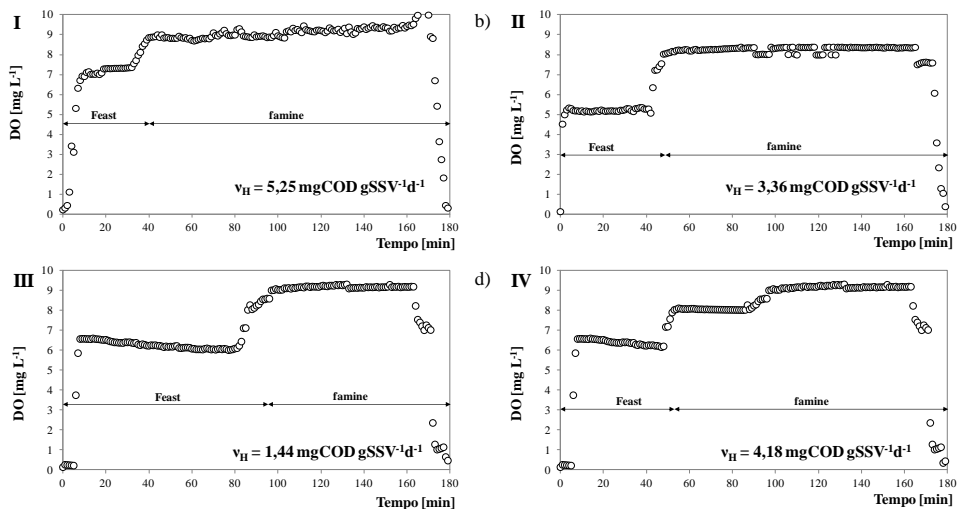 I
DO [mg L-1]
10
9
8
7
6
5
4
3
2
1
0
Feast
famine
νH = 5,25 mgCOD gSSV-1d-1
0 20 40 60 80 100 120 140 160 180
Tempo [min]
b)
II
DO [mg L-1]
10
9
8
7
6
5
4
3
2
1
0
Feast
famine
νH = 3,36 mgCOD gSSV-1d-1
0 20 40 60 80 100 120 140 160 180
Tempo [min]
III
DO [mg L-1]
10
9
8
7
6
5
4
3
2
1
0
Feast
famine
νH = 1,44 mgCOD gSSV-1d-1
0 20 40 60 80 100 120 140 160 180
Tempo [min]
d)
IV
DO [mg L-1]
10
9
8
7
6
5
4
3
2
1
0
Feast
famine
νH = 4,18 mgCOD gSSV-1d-1
0 20 40 60 80 100 120 140 160 180
Tempo [min]